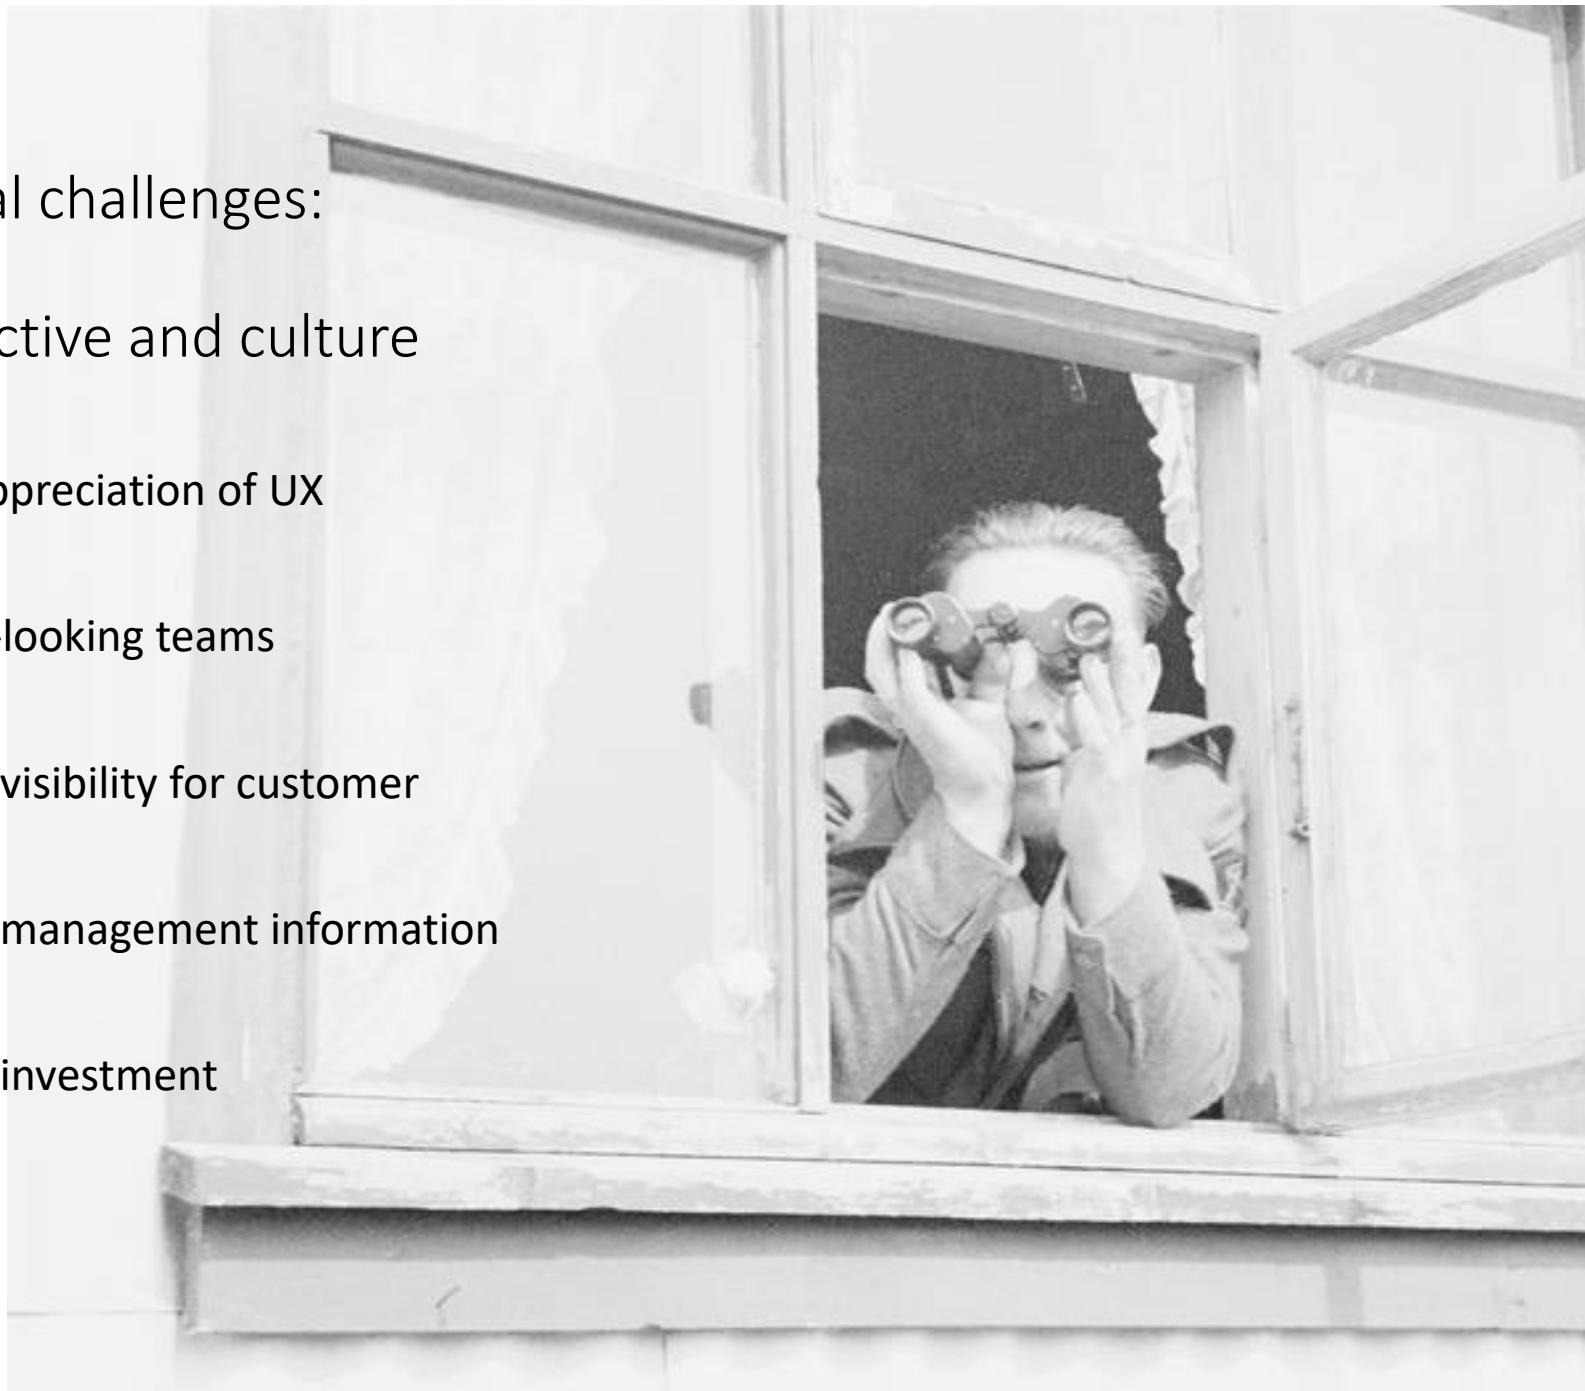 al challenges:
ctive and culture
ppreciation of UX
-looking teams
visibility for customer
management information
investment